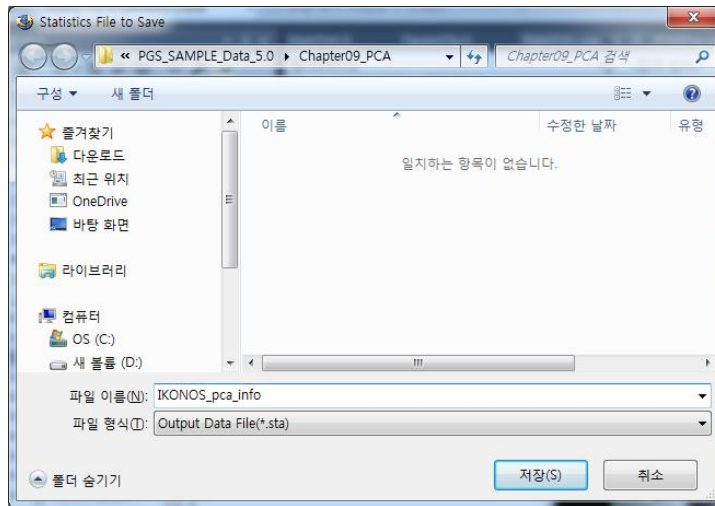 Statistics File to Save
« PGS_SAMPLE_Data_5.0 ▸ Chapter09_PCA
Chapter09_PCA 검색
구성 ▾ 새 폴더
즐겨찾기
다운로드
최근 위치
OneDrive
바탕 화면
라이브러리
컴퓨터
OS (C:)
새 볼륨 (D:)
이름 수정한 날짜 유형
일치하는 항목이 없습니다.
파일 이름(N): IKONOS_pca_info
파일 형식(T): Output Data File(*.sta)
폴더 숨기기
저장(S) 취소